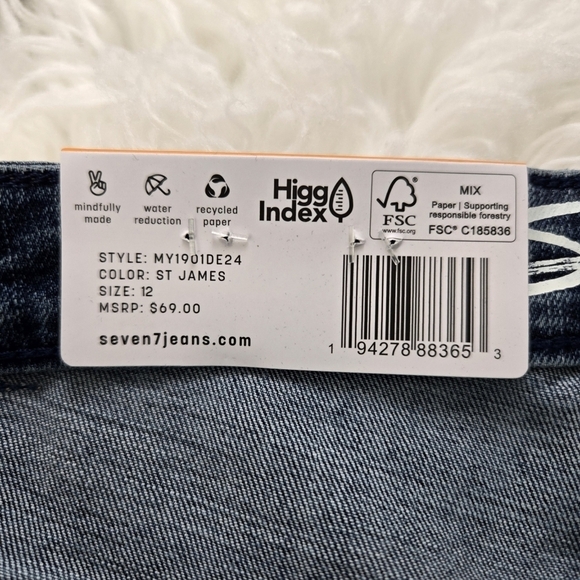 mindfully made
water reduction
recycled paper
Higg Index
FSC
www.fsc.org
MIX
Paper | Supporting
responsible forestry
FSC® C185836
STYLE: MY1901DE24
COLOR: ST JAMES
SIZE: 12
MSRP: $69.00
seven7jeans.com
1 94278 88365 3